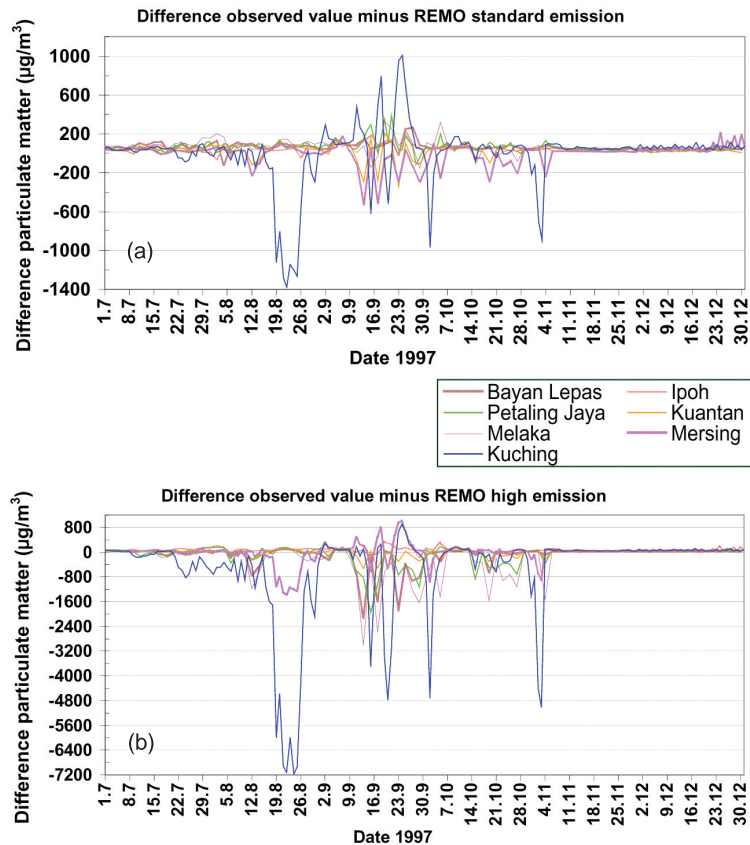 Difference observed value minus REMO standard emission
Difference particulate matter (µg/m³)
1000
600
200
-200
-600
-1000
-1400
(a)
1.7 8.7 15.7 22.7 29.7 5.8 12.8 19.8 26.8 2.9 9.9 16.9 23.9 30.9 7.10 14.10 21.10 28.10 4.11 11.11 18.11 25.11 2.12 9.12 16.12 23.12 30.12
Date 1997
Bayan Lepas Ipoh
Petaling Jaya Kuantan
Melaka Mersing
Kuching
Difference observed value minus REMO high emission
Difference particulate matter (µg/m³)
800
0
-800
-1600
-2400
-3200
-4000
-4800
-5600
-6400
-7200
(b)
1.7 8.7 15.7 22.7 29.7 5.8 12.8 19.8 26.8 2.9 9.9 16.9 23.9 30.9 7.10 14.10 21.10 28.10 4.11 11.11 18.11 25.11 2.12 9.12 16.12 23.12 30.12
Date 1997